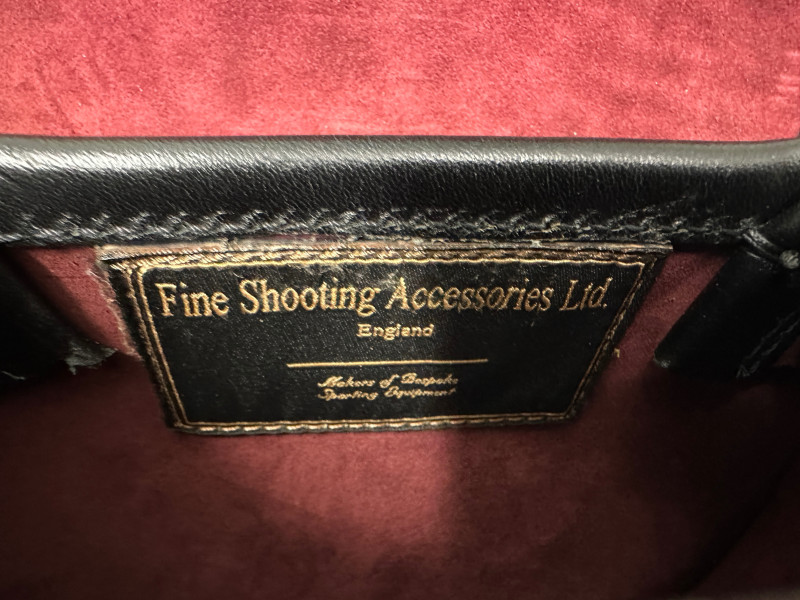 Fine Shooting Accessories Ltd.
England
Makers of Bespoke
Sporting Equipment